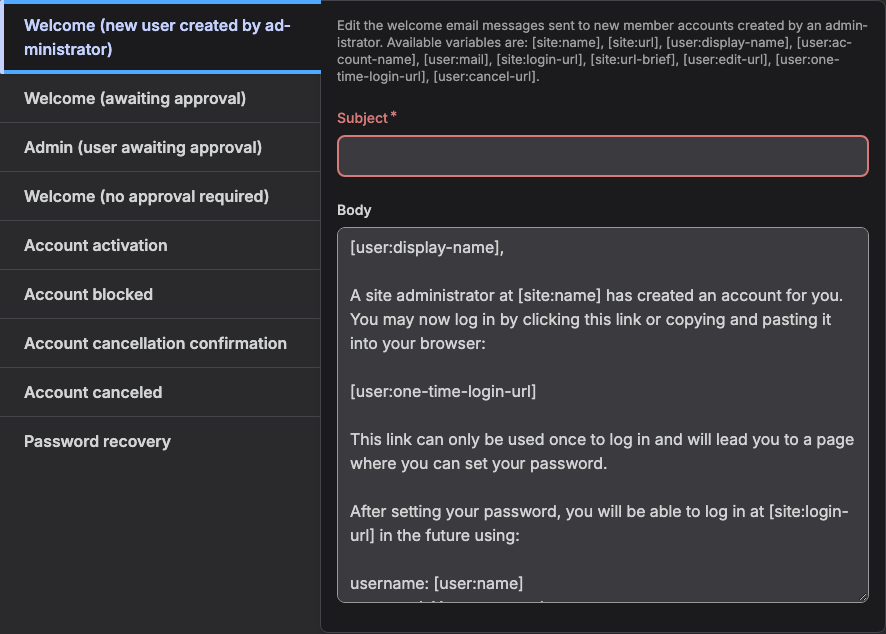 Welcome (new user created by ad-
ministrator)
Welcome (awaiting approval)
Admin (user awaiting approval)
Welcome (no approval required)
Account activation
Account blocked
Account cancellation confirmation
Account canceled
Password recovery
Edit the welcome email messages sent to new member accounts created by an admin-
istrator. Available variables are: [site:name], [site:url], [user:display-name], [user:ac-
count-name], [user:mail], [site:login-url], [site:url-brief], [user:edit-url], [user:one-
time-login-url], [user:cancel-url].
Subject *
Body
[user:display-name],
A site administrator at [site:name] has created an account for you.
You may now log in by clicking this link or copying and pasting it
into your browser:
[user:one-time-login-url]
This link can only be used once to log in and will lead you to a page
where you can set your password.
After setting your password, you will be able to log in at [site:login-
url] in the future using:
username: [user:name]